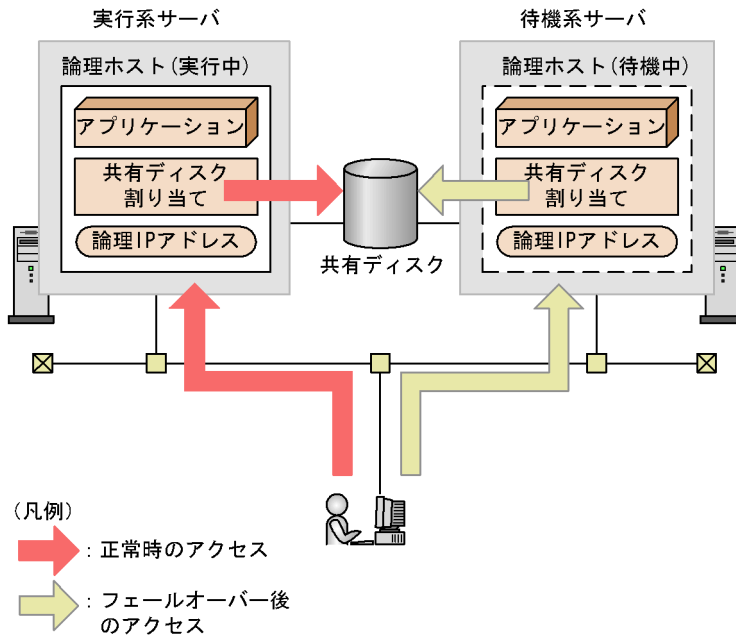 実行系サーバ
待機系サーバ
論理ホスト(実行中)
論理ホスト(待機中)
アプリケーション
アプリケーション
共有ディスク
割り当て
共有ディスク
割り当て
論理IPアドレス
論理IPアドレス
共有ディスク
(凡例)
：正常時のアクセス
：フェールオーバー後
のアクセス